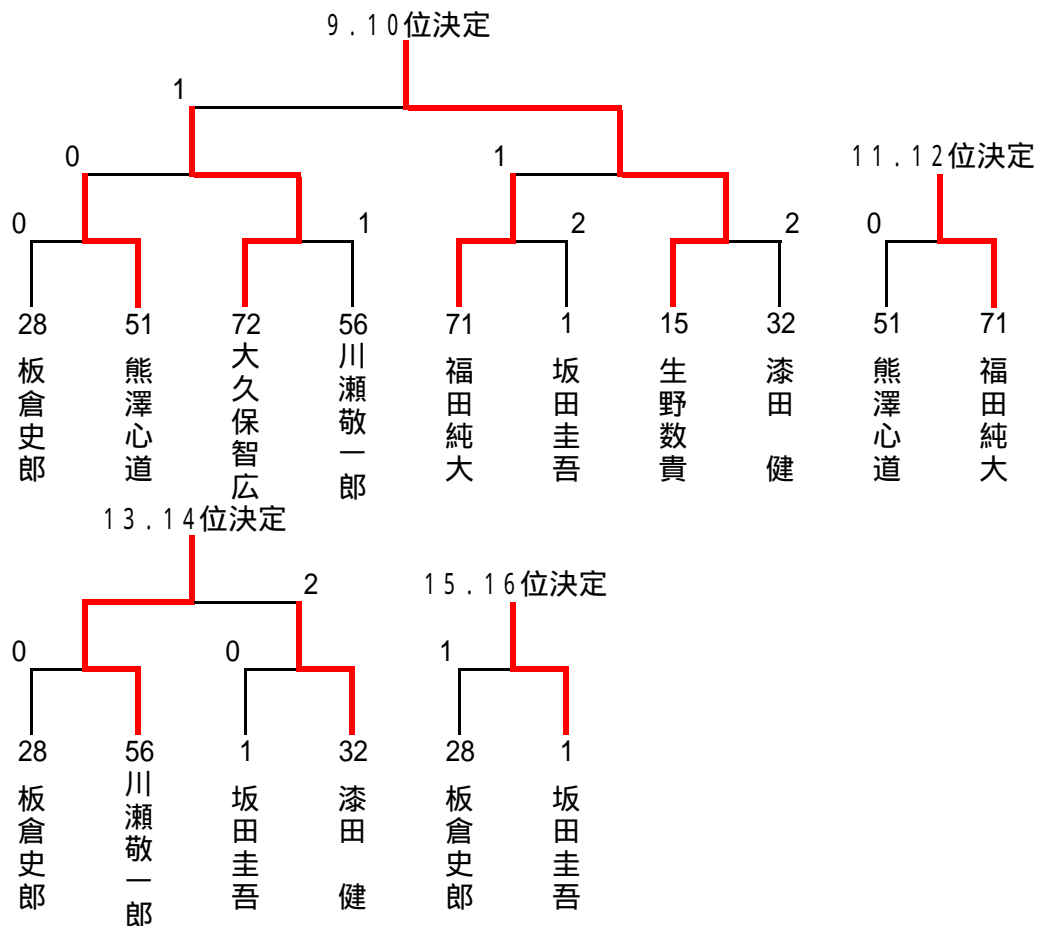 9.10位決定
1
0
1
11.12位決定
0
1
2
2
0
28
51
72
56
71
1
15
32
51
71
板倉史郎
熊澤心道
大久保智広
川瀬敬一郎
福田純大
坂田圭吾
生野数貴
漆田　健
熊澤心道
福田純大
13.14位決定
2
15.16位決定
0
0
1
28
56
1
32
28
1
板倉史郎
川瀬敬一郎
坂田圭吾
漆田　健
板倉史郎
坂田圭吾